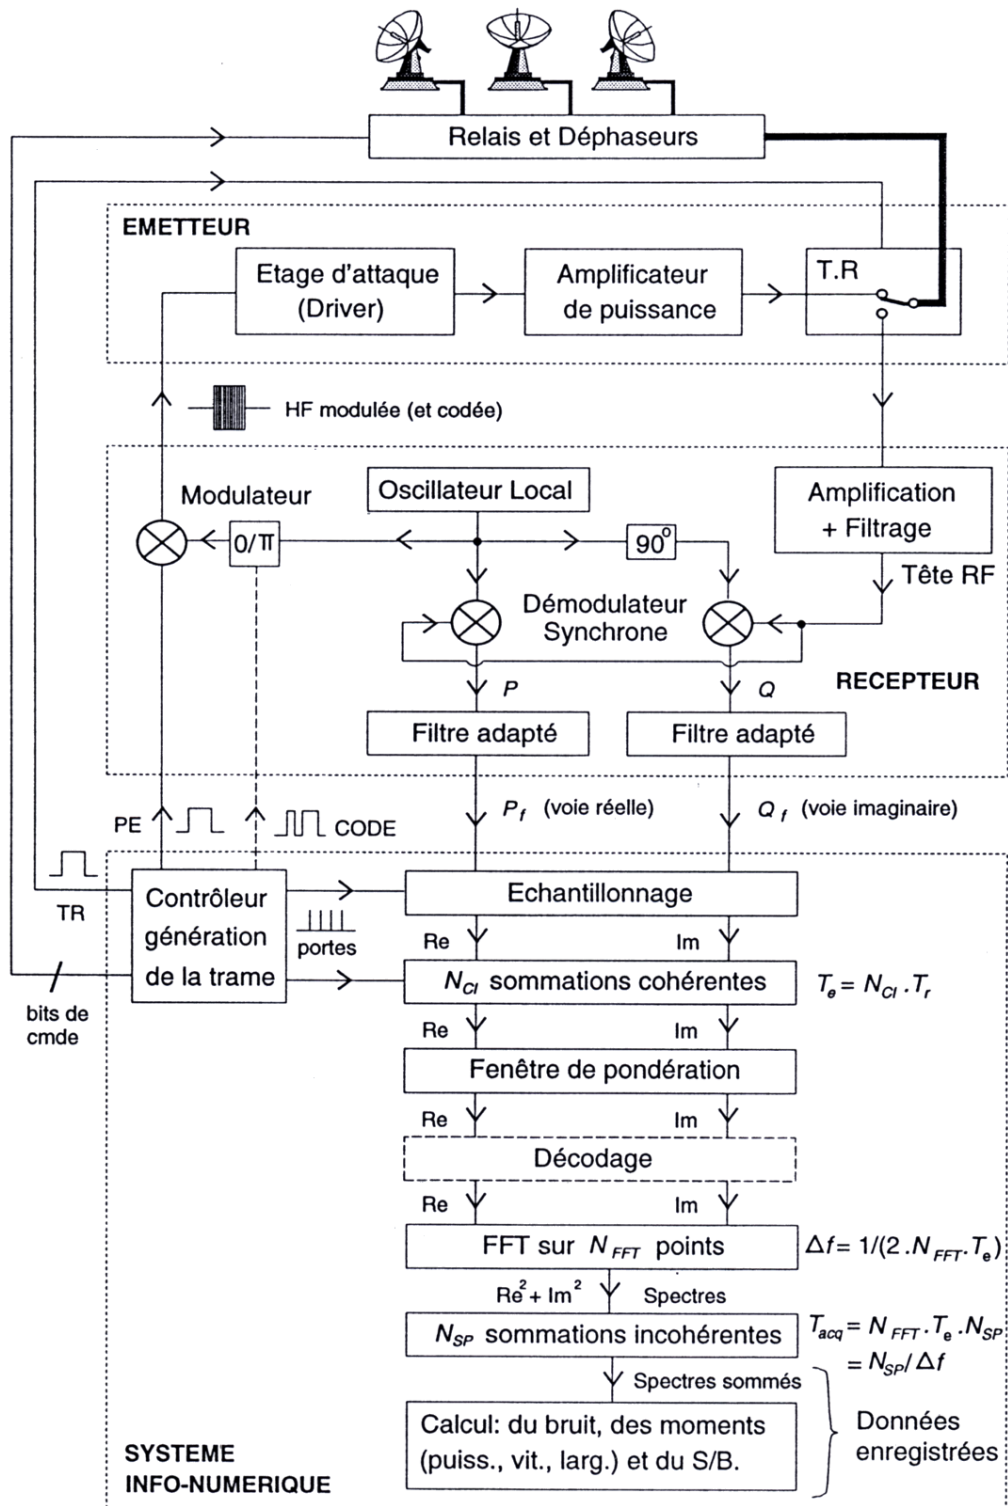 Relais et Déphaseurs
EMETTEUR
Etage d'attaque
(Driver)
Amplificateur
de puissance
T.R
HF modulée (et codée)
Modulateur
Oscillateur Local
Amplification
+ Filtrage
0/π
90°
Tête RF
Démodulateur
Synchrone
P
Q
RECEPTEUR
Filtre adapté
Filtre adapté
PE
CODE
P_f (voie réelle)
Q_f (voie imaginaire)
TR
Contrôleur
génération
de la trame
portes
Echantillonnage
Re
Im
bits de
cmde
N_CI sommations cohérentes
T_e = N_CI . T_r
Re
Im
Fenêtre de pondération
Re
Im
Décodage
Re
Im
FFT sur N_FFT points
Δf = 1/(2 . N_FFT . T_e)
Re² + Im²
Spectres
N_SP sommations incohérentes
T_acq = N_FFT . T_e . N_SP
= N_SP / Δf
Spectres sommés
Calcul: du bruit, des moments
(puiss., vit., larg.) et du S/B.
Données
enregistrées
SYSTEME
INFO-NUMERIQUE